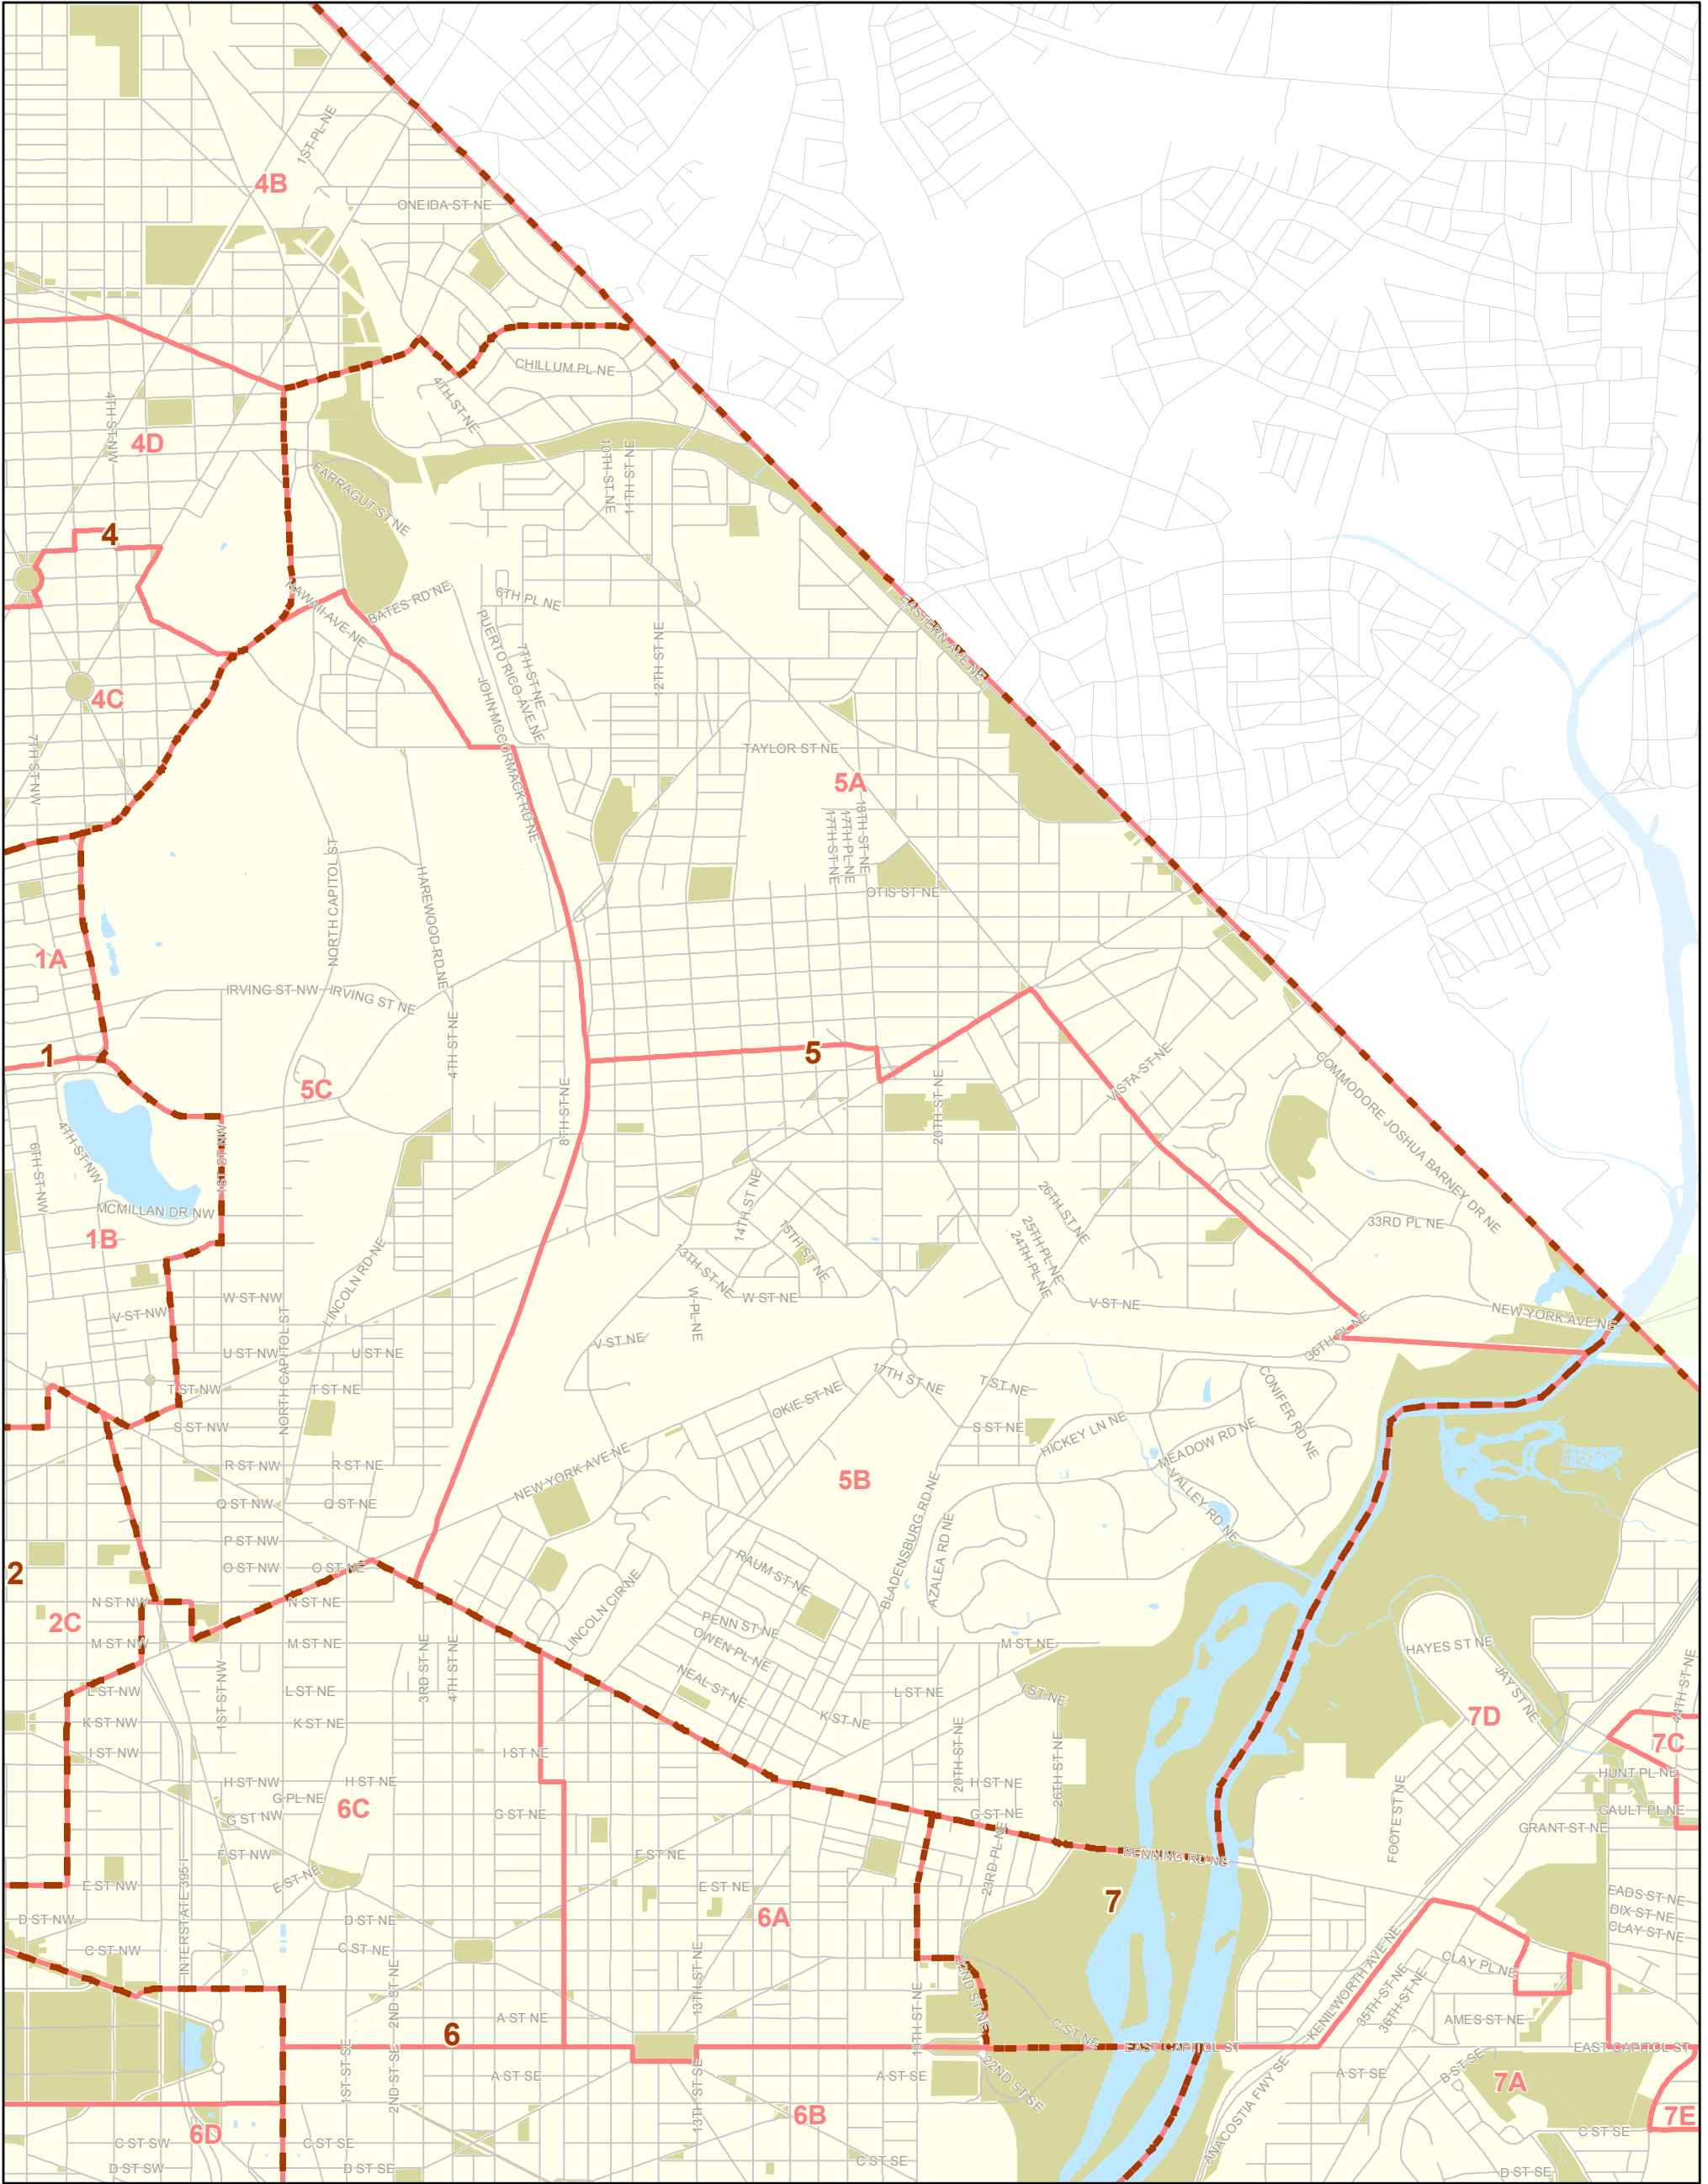 1ST PL NE
4B
ONEIDA ST NE
CHILLUM PL NE
4TH ST NE
4TH ST NW
4D
10TH ST NE
11TH ST NE
FARRAGUT ST NE
4
HAWAII AVE NE
BATES RD NE
6TH PL NE
EASTERN AVE NE
PUERTO RICO AVE NE
7TH ST NE
12TH ST NE
JOHN MCCORMACK RD NE
4C
7TH ST NW
TAYLOR ST NE
5A
17TH ST NE
17TH PL NE
18TH ST NE
OTIS ST NE
NORTH CAPITOL ST
HAREWOOD RD NE
1A
IRVING ST NW
IRVING ST NE
4TH ST NE
1
5
5C
8TH ST NE
20TH ST NE
VISTA ST NE
COMMODORE JOSHUA BARNEY DR NE
6TH ST NW
4TH ST NW
1ST ST NW
MCMILLAN DR NW
1B
14TH ST NE
15TH ST NE
13TH ST NE
26TH ST NE
25TH PL NE
24TH PL NE
33RD PL NE
LINCOLN RD NE
W ST NW
W PL NE
W ST NE
V ST NE
NEW YORK AVE NE
V ST NW
V ST NE
36TH PL NE
U ST NW
U ST NE
NORTH CAPITOL ST
T ST NW
T ST NE
17TH ST NE
T ST NE
CONIFER RD NE
OKIE ST NE
S ST NW
S ST NE
HICKEY LN NE
MEADOW RD NE
R ST NW
R ST NE
NEW YORK AVE NE
5B
VALLEY RD NE
Q ST NW
Q ST NE
BLADENSBURG RD NE
AZALEA RD NE
P ST NW
O ST NW
O ST NE
RAUM ST NE
2
LINCOLN CIR NE
N ST NW
N ST NE
2C
PENN ST NE
OWEN PL NE
M ST NW
M ST NE
M ST NE
HAYES ST NE
JAY ST NE
44TH ST NE
1ST ST NW
3RD ST NE
4TH ST NE
NEAL ST NE
L ST NW
L ST NE
L ST NE
I ST NE
7D
K ST NW
K ST NE
K ST NE
7C
I ST NW
I ST NE
20TH ST NE
26TH ST NE
HUNT PL NE
H ST NW
H ST NE
H ST NE
G PL NE
6C
G ST NW
G ST NE
G ST NE
GAULT PL NE
GRANT ST NE
FOOTE ST NE
F ST NW
F ST NE
BENNING RD NE
23RD PL NE
E ST NW
E ST NE
E ST NE
EADS ST NE
DIX ST NE
CLAY ST NE
7
INTERSTATE 395 I
D ST NW
D ST NE
6A
C ST NW
C ST NE
CLAY PL NE
KENILWORTH AVE NE
35TH ST NE
36TH ST NE
2ND ST NE
13TH ST NE
19TH ST NE
22ND ST NE
A ST NE
C ST NE
AMES ST NE
6
EAST CAPITOL ST
EAST CAPITOL ST
1ST ST SE
2ND ST SE
13TH ST SE
A ST SE
A ST SE
22ND ST SE
A ST SE
B ST SE
7A
ANACOSTIA FWY SE
6D
6B
7E
C ST SW
C ST SE
C ST SE
C ST SE
D ST SW
D ST SE
D ST SE